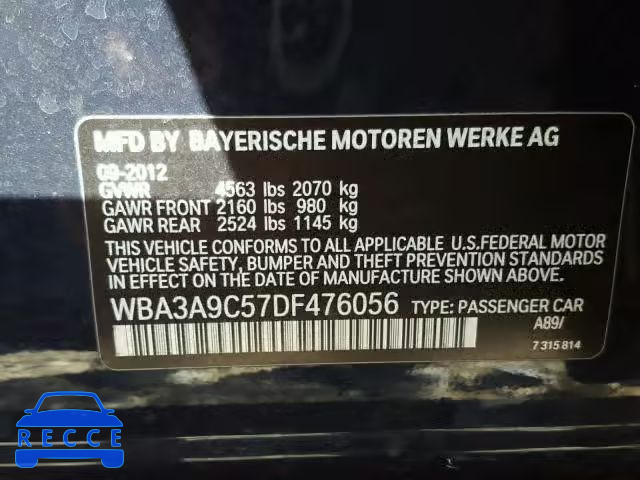 MFD BY BAYERISCHE MOTOREN WERKE AG
09-2012
GVWR 4563 lbs 2070 kg
GAWR FRONT 2160 lbs 980 kg
GAWR REAR 2524 lbs 1145 kg
THIS VEHICLE CONFORMS TO ALL APPLICABLE U.S.FEDERAL MOTOR
VEHICLE SAFETY, BUMPER AND THEFT PREVENTION STANDARDS
IN EFFECT ON THE DATE OF MANUFACTURE SHOWN ABOVE.
WBA3A9C57DF476056 TYPE: PASSENGER CAR
A89/
7 315 814
RECCE